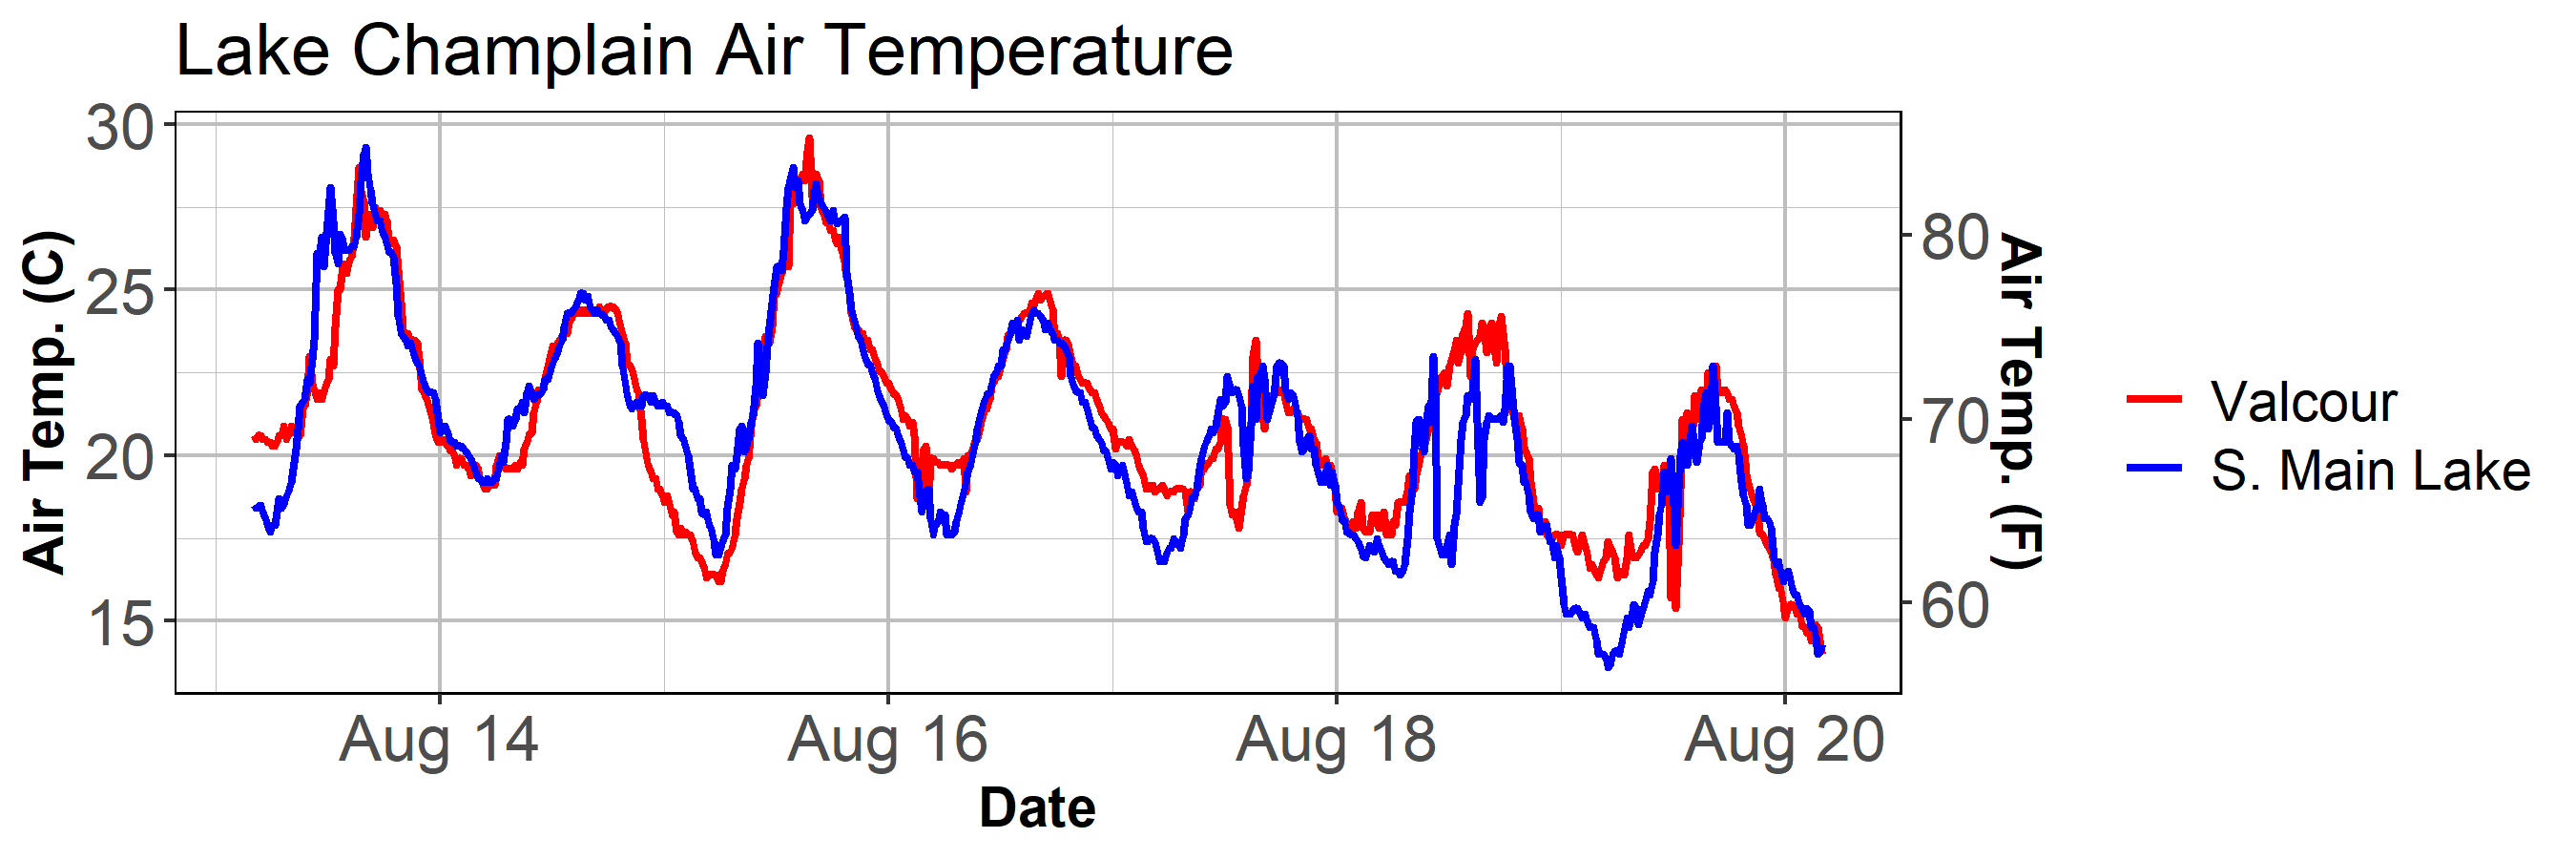 Lake Champlain Air Temperature
30
25
20
15
Air Temp. (C)
80
70
60
Air Temp. (F)
Aug 14
Aug 16
Aug 18
Aug 20
Date
Valcour
S. Main Lake